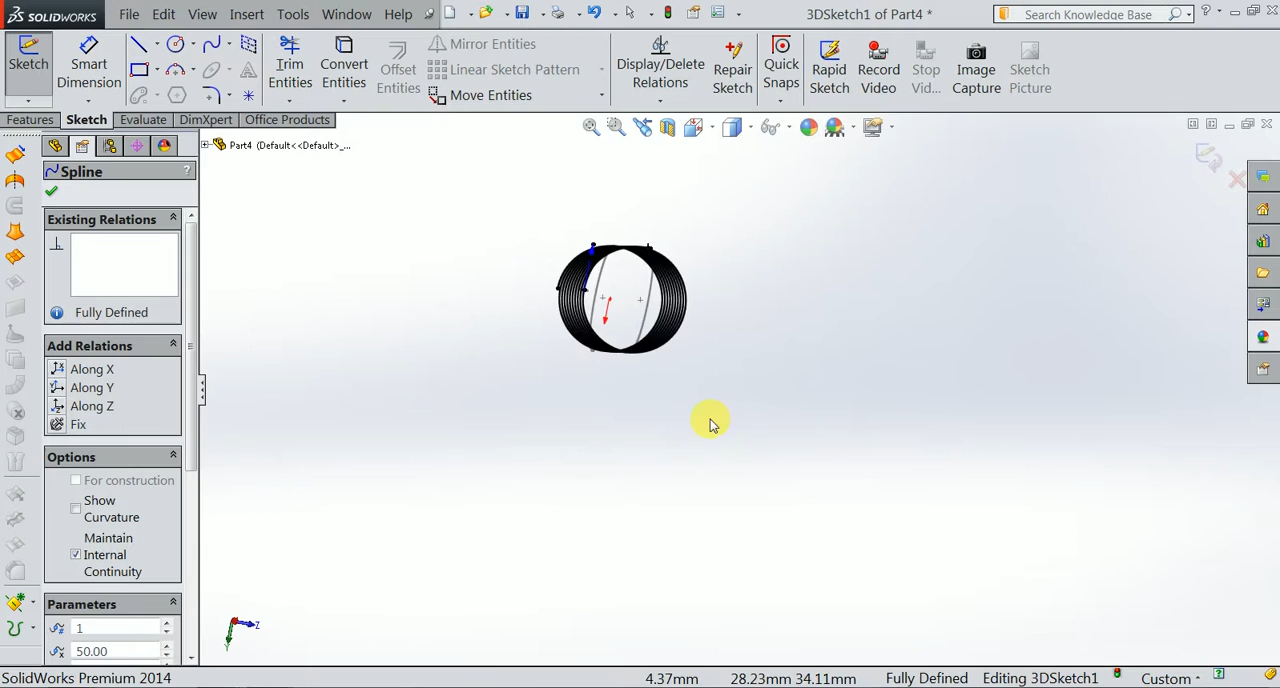 SOLIDWORKS File Edit View Insert Tools Window Help 3DSketch1 of Part4 * Search Knowledge Base ?
Sketch
Smart
Dimension
Trim
Entities
Convert
Entities
Offset
Entities
Mirror Entities
Linear Sketch Pattern
Move Entities
Display/Delete
Relations
Repair
Sketch
Quick
Snaps
Rapid
Sketch
Record
Video
Stop
Vid...
Image
Capture
Sketch
Picture
Features Sketch Evaluate DimXpert Office Products
Part4 (Default<<Default>_...
Spline ?
Existing Relations
Fully Defined
Add Relations
Along X
Along Y
Along Z
Fix
Options
For construction
Show
Curvature
Maintain
Internal
Continuity
Parameters
1
50.00
Z
Y
SolidWorks Premium 2014 4.37mm 28.23mm 34.11mm Fully Defined Editing 3DSketch1 Custom ?